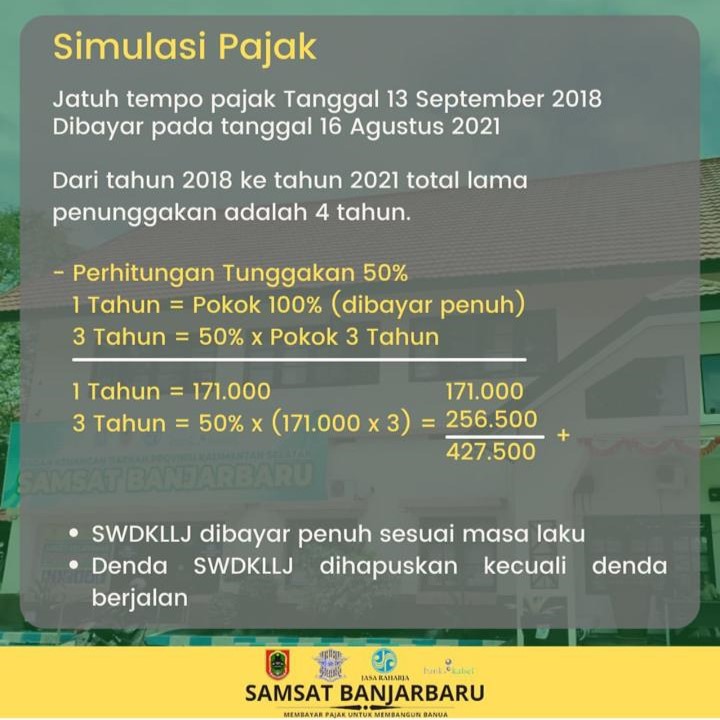 Simulasi Pajak
Jatuh tempo pajak Tanggal 13 September 2018
Dibayar pada tanggal 16 Agustus 2021
Dari tahun 2018 ke tahun 2021 total lama
penunggakan adalah 4 tahun.
- Perhitungan Tunggakan 50%
1 Tahun = Pokok 100% (dibayar penuh)
3 Tahun = 50% x Pokok 3 Tahun
1 Tahun = 171.000 171.000
3 Tahun = 50% x (171.000 x 3) = 256.500 +
427.500
SAMSAT BANJARBARU
• SWDKLLJ dibayar penuh sesuai masa laku
• Denda SWDKLLJ dihapuskan kecuali denda
berjalan
JASA RAHARJA
bank kalsel
SAMSAT BANJARBARU
MEMBAYAR PAJAK UNTUK MEMBANGUN BANUA